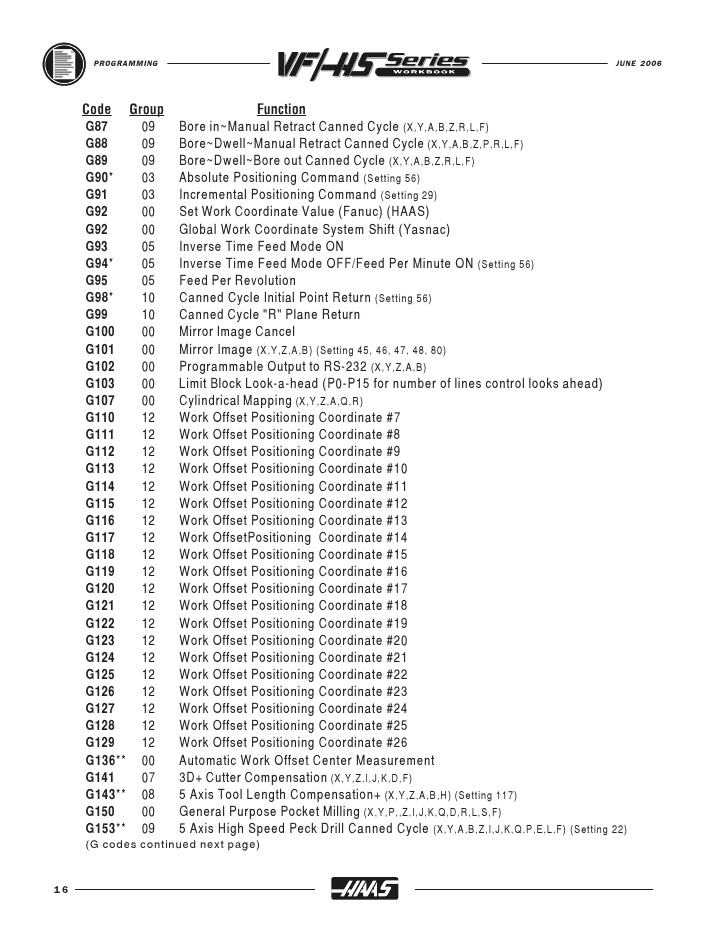 PROGRAMMING VF/HS Series JUNE 2006
WORKBOOK
Code Group Function
G87 09 Bore in~Manual Retract Canned Cycle (X,Y,A,B,Z,R,L,F)
G88 09 Bore~Dwell~Manual Retract Canned Cycle (X,Y,A,B,Z,P,R,L,F)
G89 09 Bore~Dwell~Bore out Canned Cycle (X,Y,A,B,Z,R,L,F)
G90* 03 Absolute Positioning Command (Setting 56)
G91 03 Incremental Positioning Command (Setting 29)
G92 00 Set Work Coordinate Value (Fanuc) (HAAS)
G92 00 Global Work Coordinate System Shift (Yasnac)
G93 05 Inverse Time Feed Mode ON
G94* 05 Inverse Time Feed Mode OFF/Feed Per Minute ON (Setting 56)
G95 05 Feed Per Revolution
G98* 10 Canned Cycle Initial Point Return (Setting 56)
G99 10 Canned Cycle "R" Plane Return
G100 00 Mirror Image Cancel
G101 00 Mirror Image (X,Y,Z,A,B) (Setting 45, 46, 47, 48, 80)
G102 00 Programmable Output to RS-232 (X,Y,Z,A,B)
G103 00 Limit Block Look-a-head (P0-P15 for number of lines control looks ahead)
G107 00 Cylindrical Mapping (X,Y,Z,A,Q,R)
G110 12 Work Offset Positioning Coordinate #7
G111 12 Work Offset Positioning Coordinate #8
G112 12 Work Offset Positioning Coordinate #9
G113 12 Work Offset Positioning Coordinate #10
G114 12 Work Offset Positioning Coordinate #11
G115 12 Work Offset Positioning Coordinate #12
G116 12 Work Offset Positioning Coordinate #13
G117 12 Work OffsetPositioning Coordinate #14
G118 12 Work Offset Positioning Coordinate #15
G119 12 Work Offset Positioning Coordinate #16
G120 12 Work Offset Positioning Coordinate #17
G121 12 Work Offset Positioning Coordinate #18
G122 12 Work Offset Positioning Coordinate #19
G123 12 Work Offset Positioning Coordinate #20
G124 12 Work Offset Positioning Coordinate #21
G125 12 Work Offset Positioning Coordinate #22
G126 12 Work Offset Positioning Coordinate #23
G127 12 Work Offset Positioning Coordinate #24
G128 12 Work Offset Positioning Coordinate #25
G129 12 Work Offset Positioning Coordinate #26
G136** 00 Automatic Work Offset Center Measurement
G141 07 3D+ Cutter Compensation (X,Y,Z,I,J,K,D,F)
G143** 08 5 Axis Tool Length Compensation+ (X,Y,Z,A,B,H) (Setting 117)
G150 00 General Purpose Pocket Milling (X,Y,P,,Z,I,J,K,Q,D,R,L,S,F)
G153** 09 5 Axis High Speed Peck Drill Canned Cycle (X,Y,A,B,Z,I,J,K,Q,P,E,L,F) (Setting 22)
(G codes continued next page)
16 HAAS